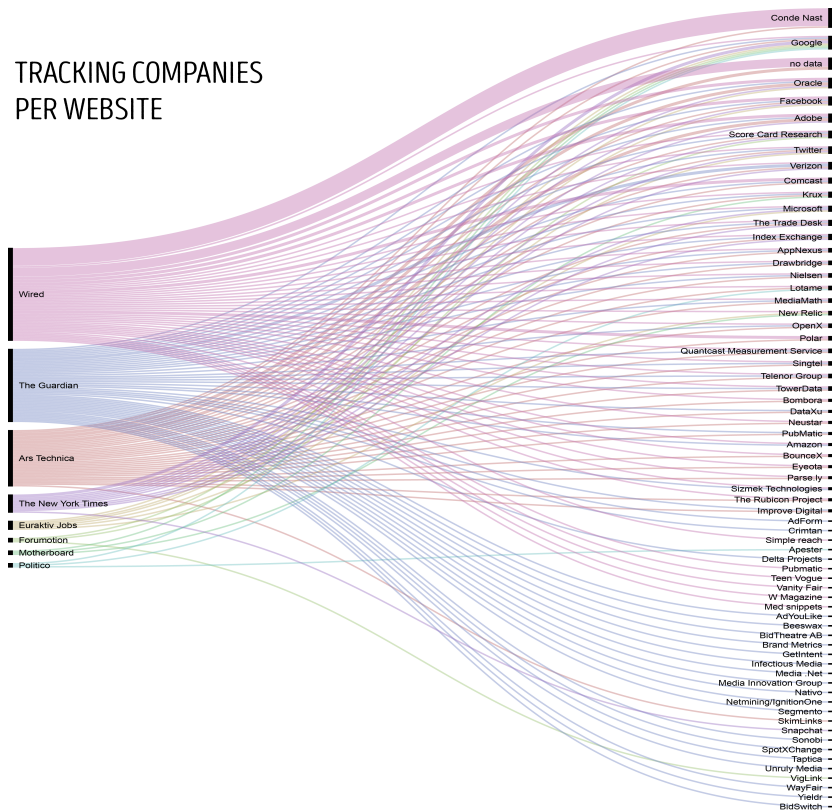 TRACKING COMPANIES
PER WEBSITE
Wired
The Guardian
Ars Technica
The New York Times
Euraktiv Jobs
Forumotion
Motherboard
Politico
Conde Nast
Google
no data
Oracle
Facebook
Adobe
Score Card Research
Twitter
Verizon
Comcast
Krux
Microsoft
The Trade Desk
Index Exchange
AppNexus
Drawbridge
Nielsen
Lotame
MediaMath
New Relic
OpenX
Polar
Quantcast Measurement Service
Singtel
Telenor Group
TowerData
Bombora
DataXu
Neustar
PubMatic
Amazon
BounceX
Eyeota
Parse.ly
Sizmek Technologies
The Rubicon Project
Improve Digital
AdForm
Crimtan
Simple reach
Apester
Delta Projects
Pubmatic
Teen Vogue
Vanity Fair
W Magazine
Med snippets
AdYouLike
Beeswax
BidTheatre AB
Brand Metrics
GetIntent
Infectious Media
Media .Net
Media Innovation Group
Nativo
Netmining/IgnitionOne
Segmento
SkimLinks
Snapchat
Sonobi
SpotXChange
Taptica
Unruly Media
VigLink
WayFair
Yieldr
BidSwitch